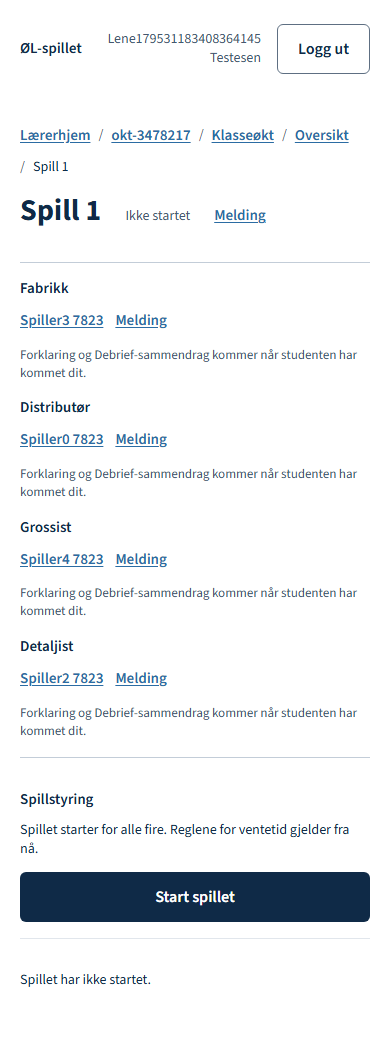 ØL-spillet
Lene179531183408364145
Testesen
Logg ut
Lærerhjem / okt-3478217 / Klasseøkt / Oversikt
/ Spill 1
Spill 1 Ikke startet Melding
Fabrikk
Spiller3 7823 Melding
Forklaring og Debrief-sammendrag kommer når studenten har
kommet dit.
Distributør
Spiller0 7823 Melding
Forklaring og Debrief-sammendrag kommer når studenten har
kommet dit.
Grossist
Spiller4 7823 Melding
Forklaring og Debrief-sammendrag kommer når studenten har
kommet dit.
Detaljist
Spiller2 7823 Melding
Forklaring og Debrief-sammendrag kommer når studenten har
kommet dit.
Spillstyring
Spillet starter for alle fire. Reglene for ventetid gjelder fra
nå.
Start spillet
Spillet har ikke startet.